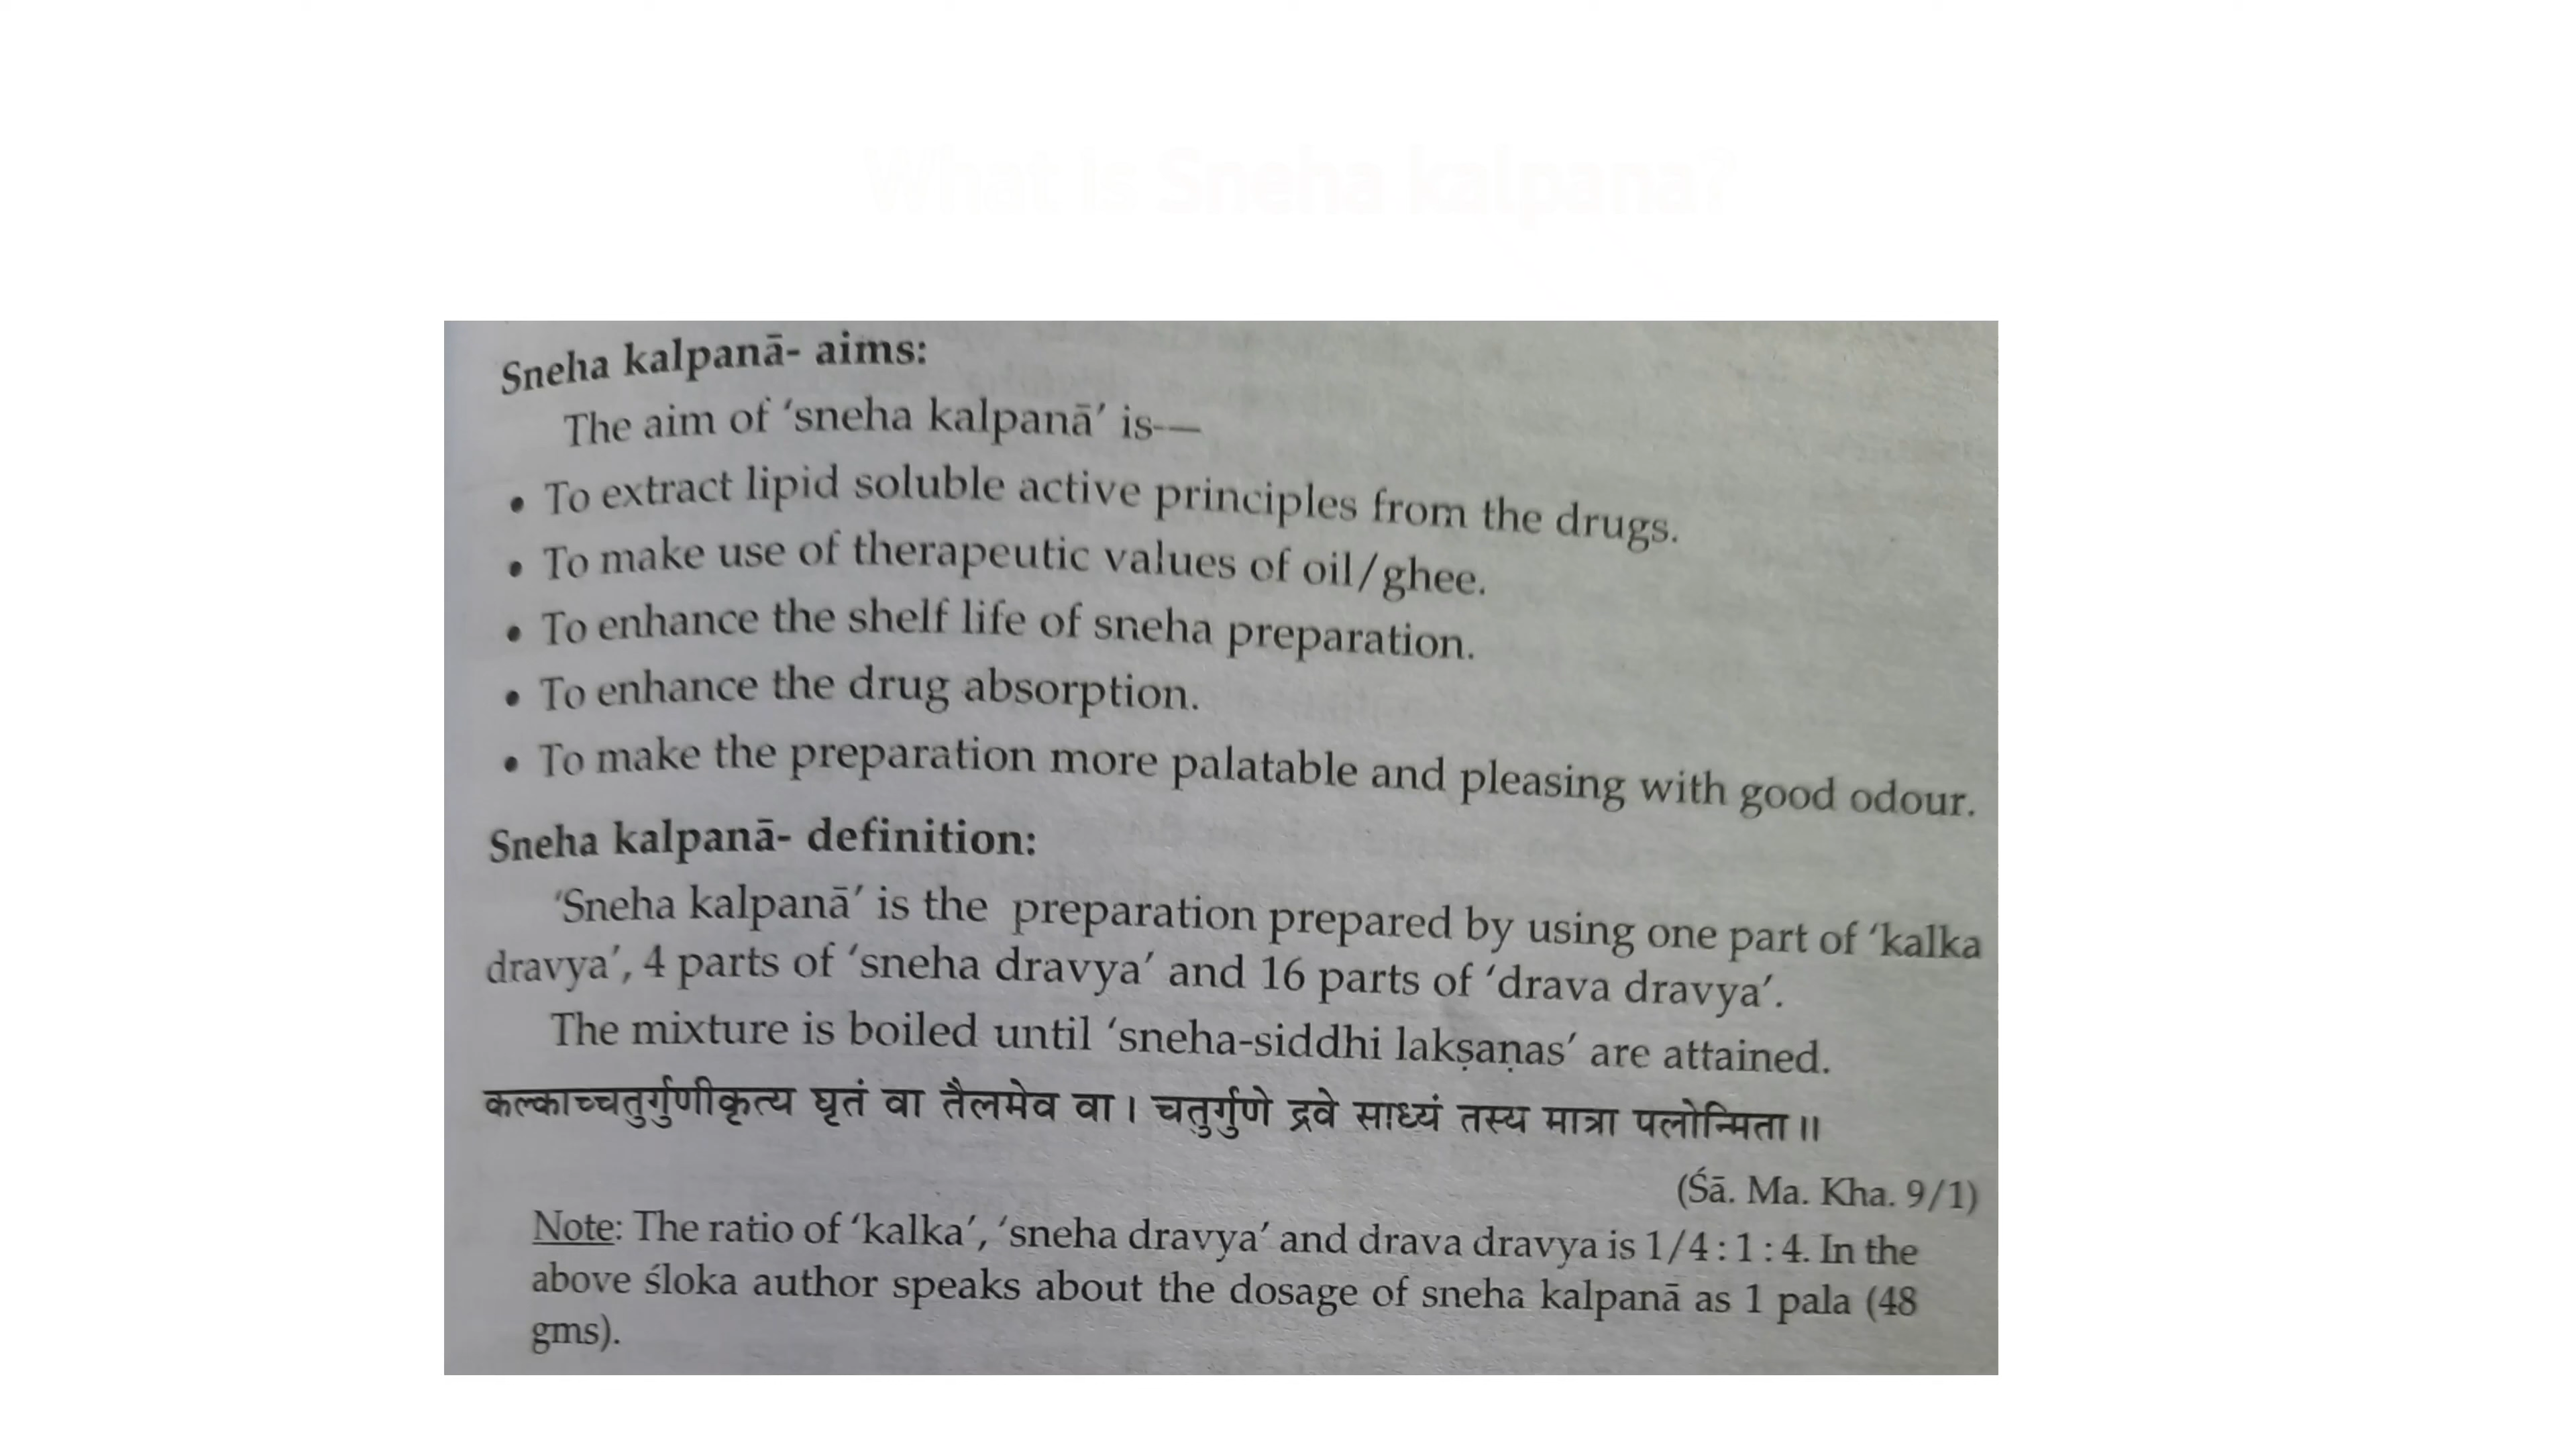 What is Sneha kalpana?
Sneha kalpanā- aims:
The aim of ‘sneha kalpanā’ is—
• To extract lipid soluble active principles from the drugs.
• To make use of therapeutic values of oil/ghee.
• To enhance the shelf life of sneha preparation.
• To enhance the drug absorption.
• To make the preparation more palatable and pleasing with good odour.
Sneha kalpanā- definition:
‘Sneha kalpanā’ is the preparation prepared by using one part of ‘kalka
dravya’, 4 parts of ‘sneha dravya’ and 16 parts of ‘drava dravya’.
The mixture is boiled until ‘sneha-siddhi lakṣaṇas’ are attained.
कल्काच्चतुर्गुणीकृत्य घृतं वा तैलमेव वा। चतुर्गुणे द्रवे साध्यं तस्य मात्रा पलोन्मिता॥
(Śā. Ma. Kha. 9/1)
Note: The ratio of ‘kalka’, ‘sneha dravya’ and drava dravya is 1/4 : 1 : 4. In the
above śloka author speaks about the dosage of sneha kalpanā as 1 pala (48
gms).